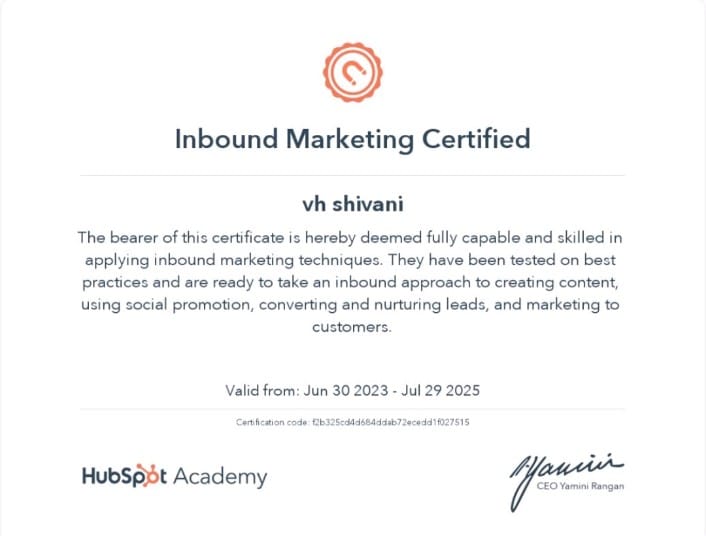 Inbound Marketing Certified
vh shivani
The bearer of this certificate is hereby deemed fully capable and skilled in
applying inbound marketing techniques. They have been tested on best
practices and are ready to take an inbound approach to creating content,
using social promotion, converting and nurturing leads, and marketing to
customers.
Valid from: Jun 30 2023 - Jul 29 2025
Certification code: f2b325cd4d684ddab72ecedd1f027515
HubSpot Academy
Yamini
CEO Yamini Rangan